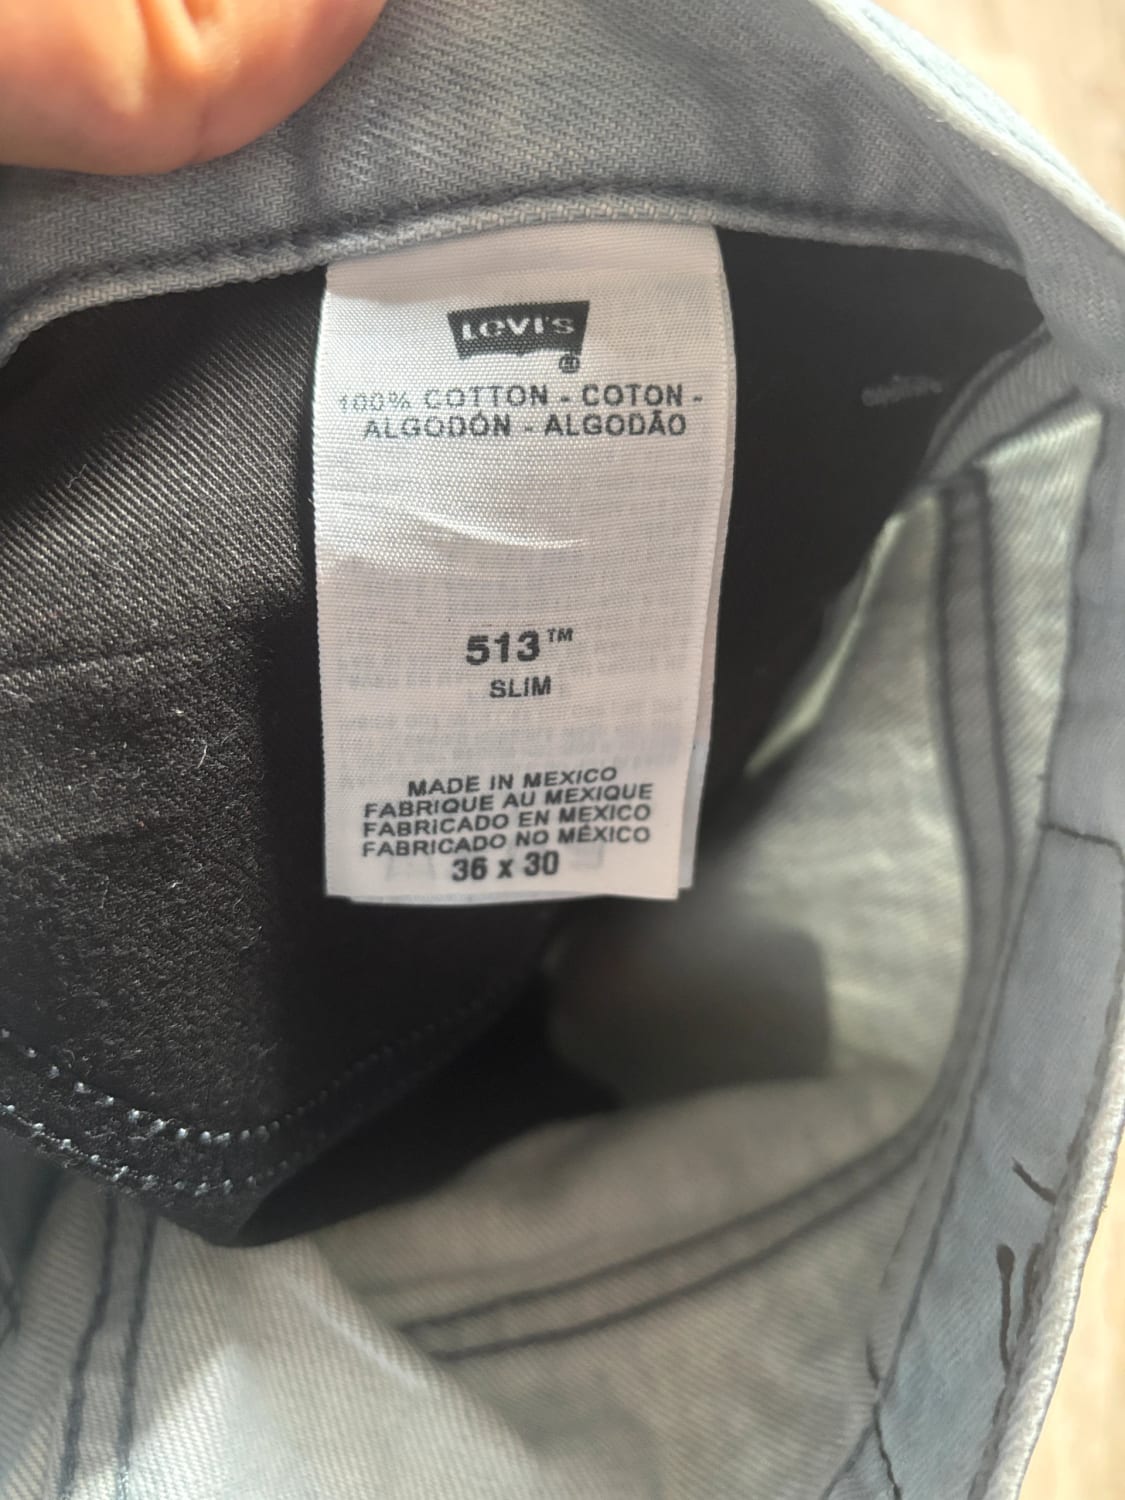 Levi's
®
100% COTTON - COTON -
ALGODÓN - ALGODÃO
513™
SLIM
MADE IN MEXICO
FABRIQUE AU MEXIQUE
FABRICADO EN MEXICO
FABRICADO NO MÉXICO
36 x 30